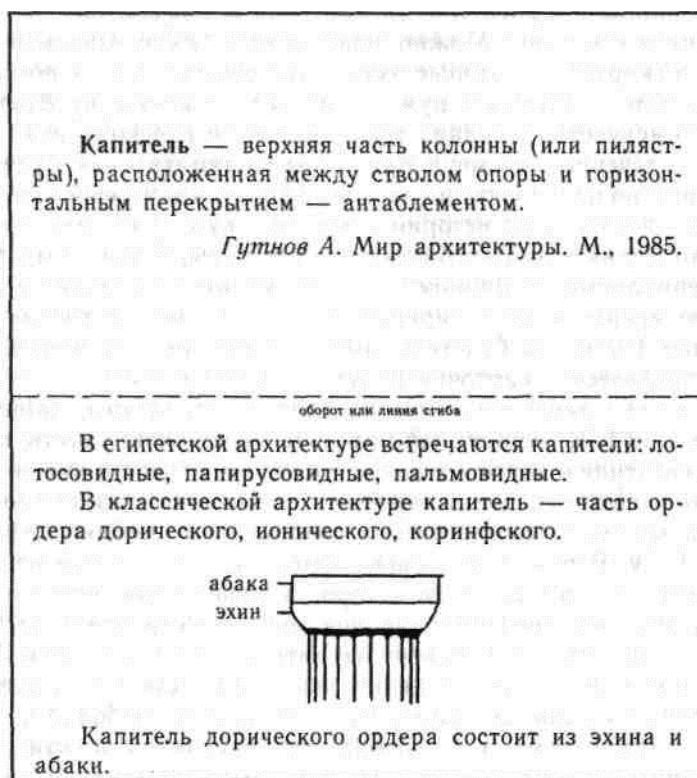 Капитель — верхняя часть колонны (или пиляст-
ры), расположенная между стволом опоры и горизон-
тальным перекрытием — антаблементом.
Гутнов А. Мир архитектуры. М., 1985.
оборот или линия сгиба
В египетской архитектуре встречаются капители: ло-
тосовидные, папирусовидные, пальмовидные.
В классической архитектуре капитель — часть ор-
дера дорического, ионического, коринфского.
абака
эхин
Капитель дорического ордера состоит из эхина и
абаки.